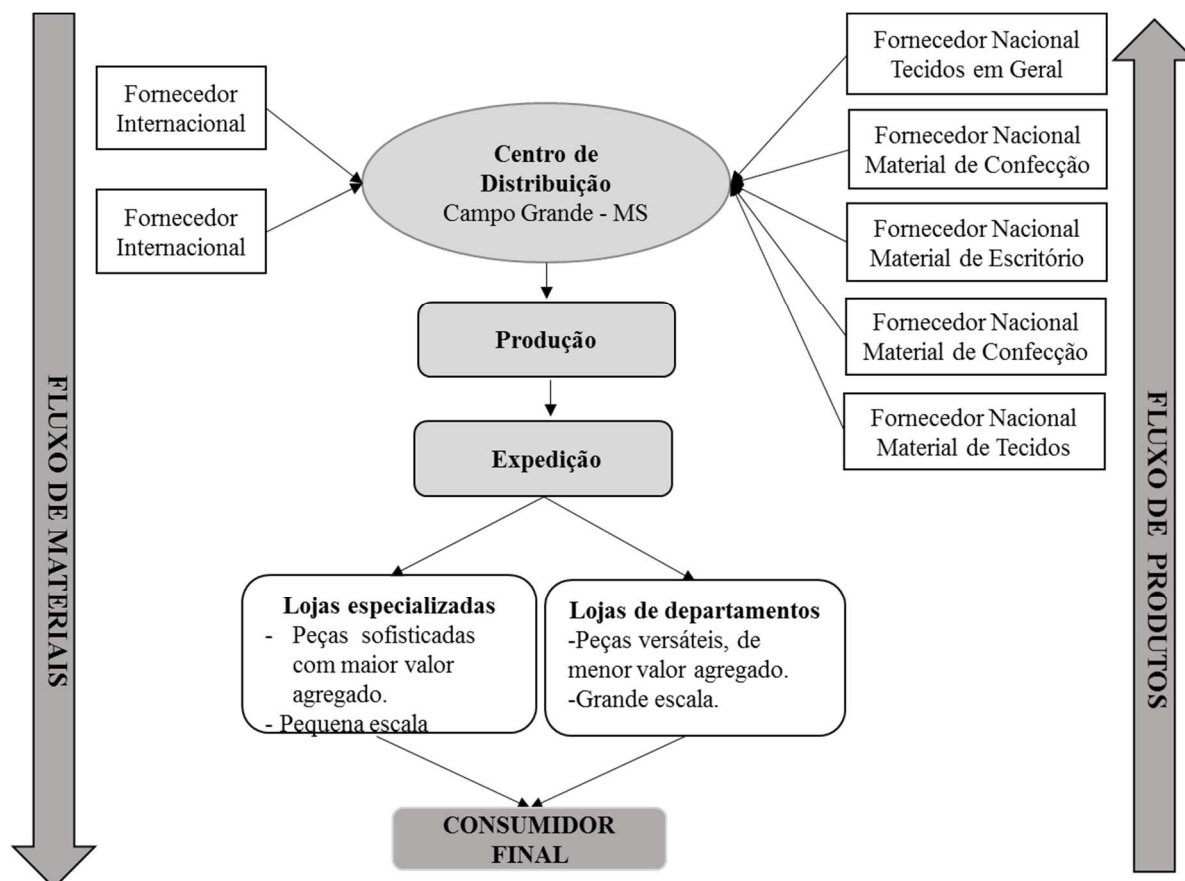 FLUXO DE MATERIAIS
Fornecedor
Internacional
Fornecedor
Internacional
Centro de
Distribuição
Campo Grande - MS
Fornecedor Nacional
Tecidos em Geral
Fornecedor Nacional
Material de Confecção
Fornecedor Nacional
Material de Escritório
Fornecedor Nacional
Material de Confecção
Fornecedor Nacional
Material de Tecidos
Produção
Expedição
Lojas especializadas
- Peças sofisticadas
com maior valor
agregado.
- Pequena escala
Lojas de departamentos
-Peças versáteis, de
menor valor agregado.
-Grande escala.
CONSUMIDOR
FINAL
FLUXO DE PRODUTOS